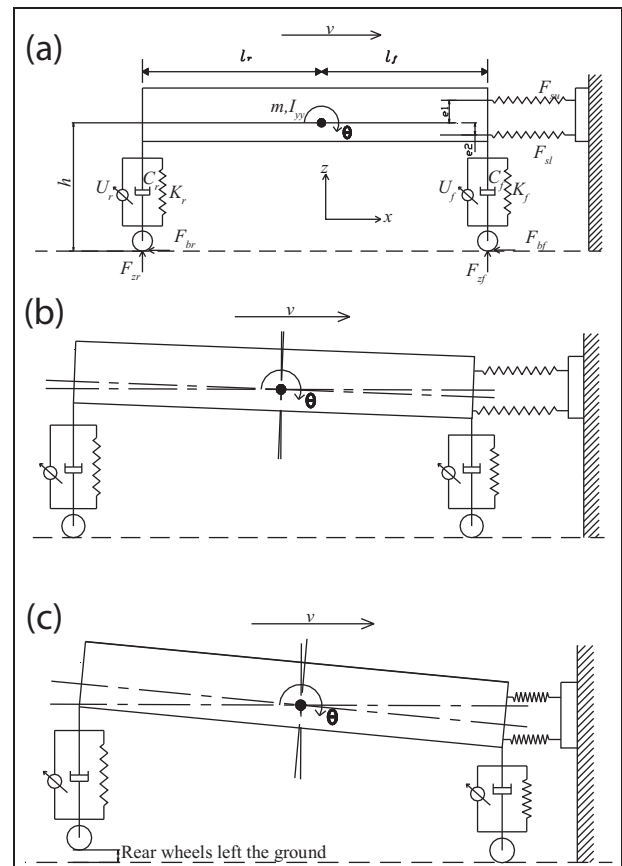 (a)
v
l_r l_f
m, I_yy
θ
F_su
e1
e2
F_sl
h
z
x
U_r C_r K_r
U_f C_f K_f
F_br
F_bf
F_zr
F_zf
(b)
v
θ
(c)
v
θ
Rear wheels left the ground